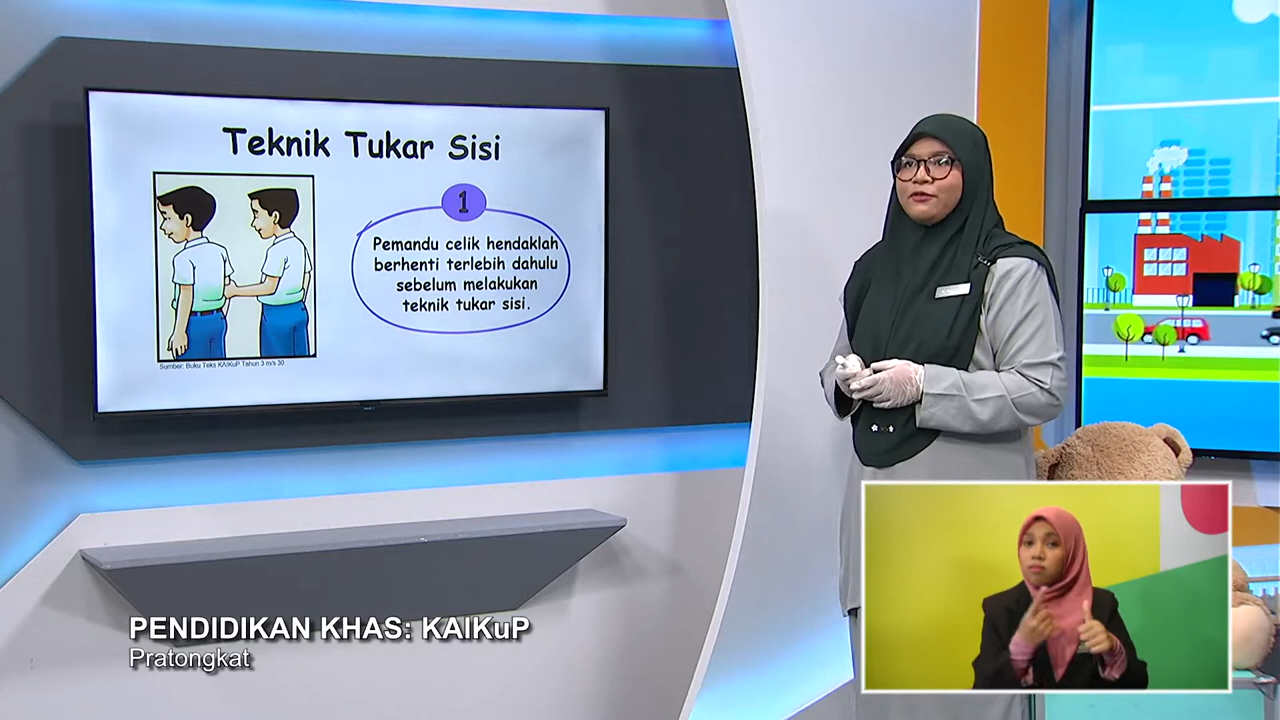 Teknik Tukar Sisi
1
Pemandu celik hendaklah
berhenti terlebih dahulu
sebelum melakukan
teknik tukar sisi.
Sumber: Buku Teks KAIKuP Tahun 3 m/s 30
PENDIDIKAN KHAS: KAIKuP
Pratongkat